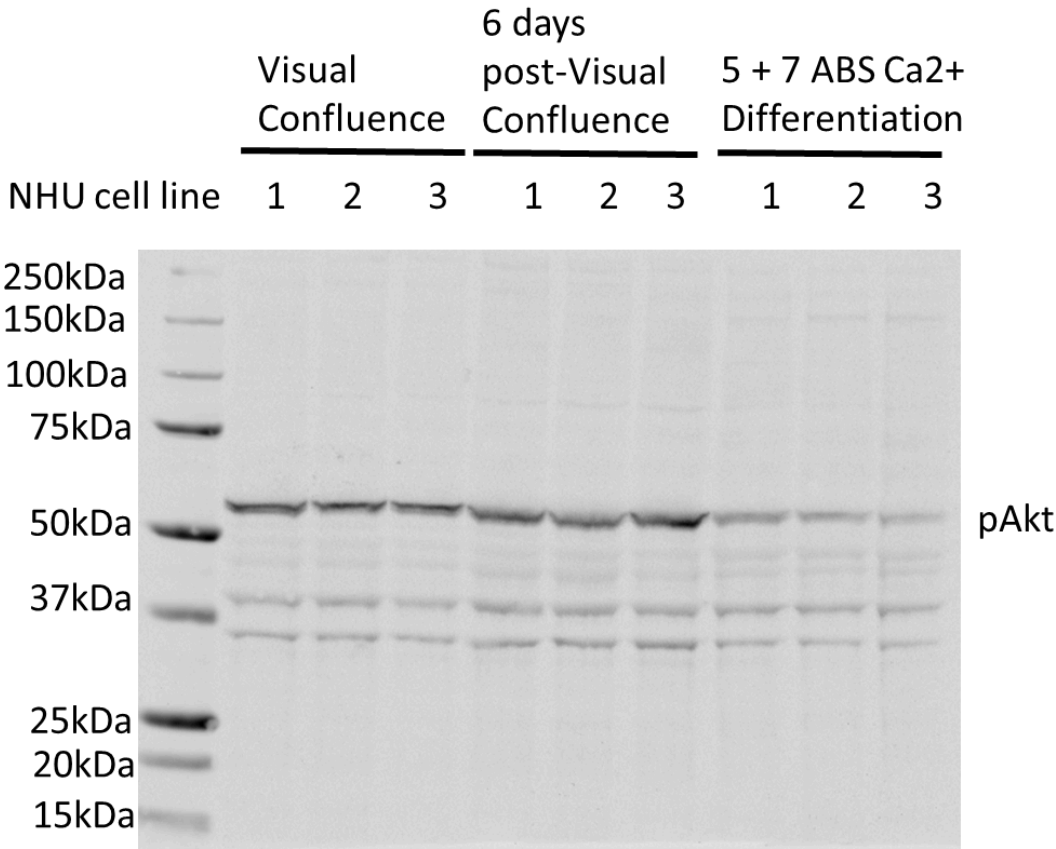 6 days
Visual post-Visual 5 + 7 ABS Ca2+
Confluence Confluence Differentiation
NHU cell line 1 2 3 1 2 3 1 2 3
250kDa
150kDa
100kDa
75kDa
50kDa pAkt
37kDa
25kDa
20kDa
15kDa